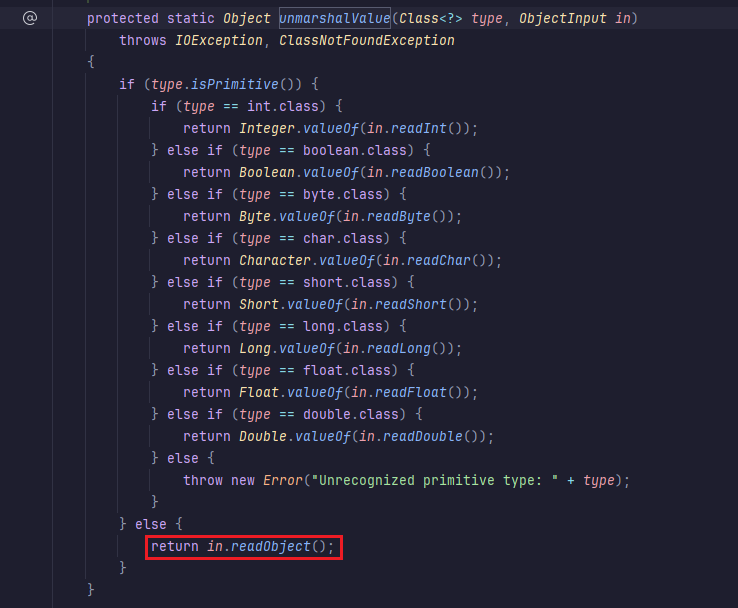 @
protected static Object unmarshalValue(Class<?> type, ObjectInput in)
throws IOException, ClassNotFoundException
{
if (type.isPrimitive()) {
if (type == int.class) {
return Integer.valueOf(in.readInt());
} else if (type == boolean.class) {
return Boolean.valueOf(in.readBoolean());
} else if (type == byte.class) {
return Byte.valueOf(in.readByte());
} else if (type == char.class) {
return Character.valueOf(in.readChar());
} else if (type == short.class) {
return Short.valueOf(in.readShort());
} else if (type == long.class) {
return Long.valueOf(in.readLong());
} else if (type == float.class) {
return Float.valueOf(in.readFloat());
} else if (type == double.class) {
return Double.valueOf(in.readDouble());
} else {
throw new Error("Unrecognized primitive type: " + type);
}
} else {
return in.readObject();
}
}